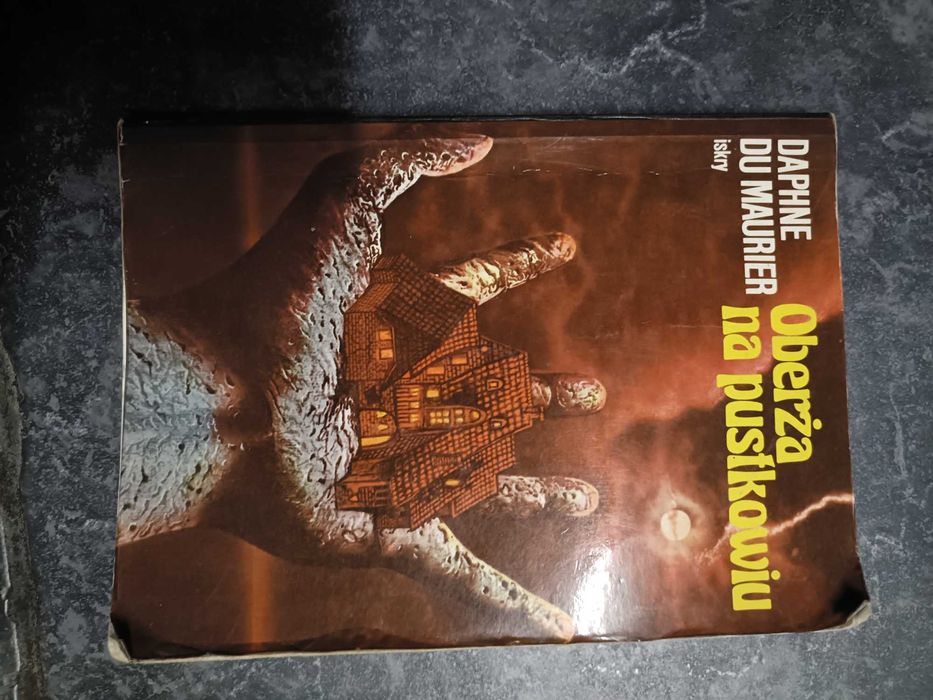 DAPHNE
DU MAURIER
iskry
Oberża
na pustkowiu